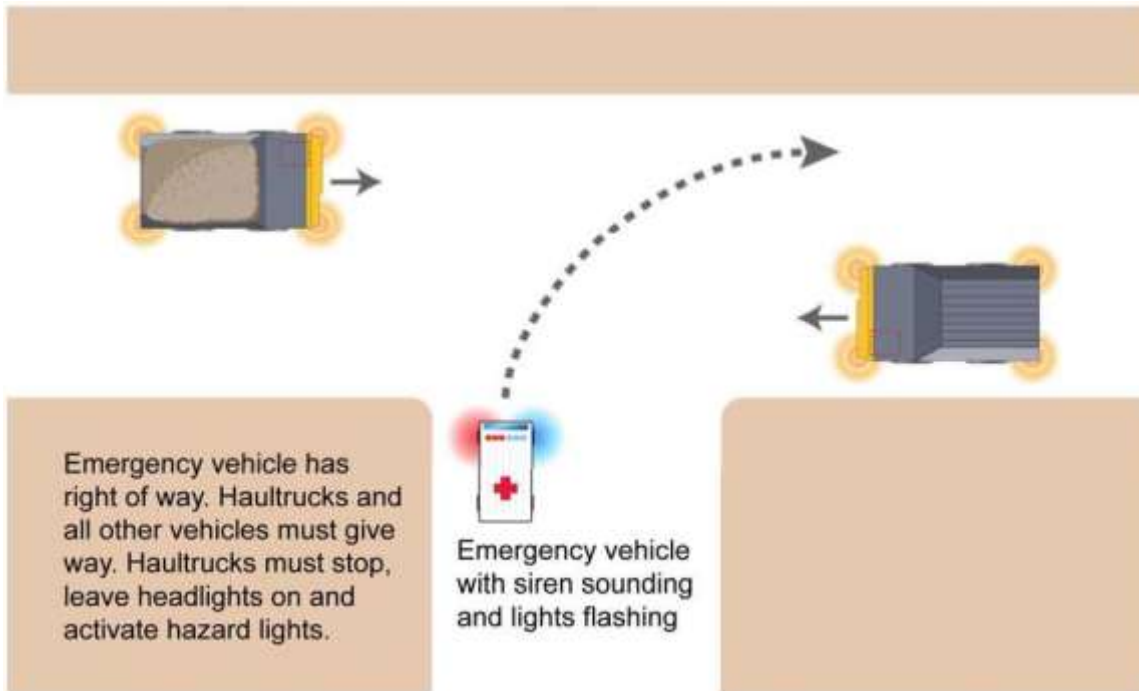 Emergency vehicle has
right of way. Haultrucks and
all other vehicles must give
way. Haultrucks must stop,
leave headlights on and
activate hazard lights.
Emergency vehicle
with siren sounding
and lights flashing